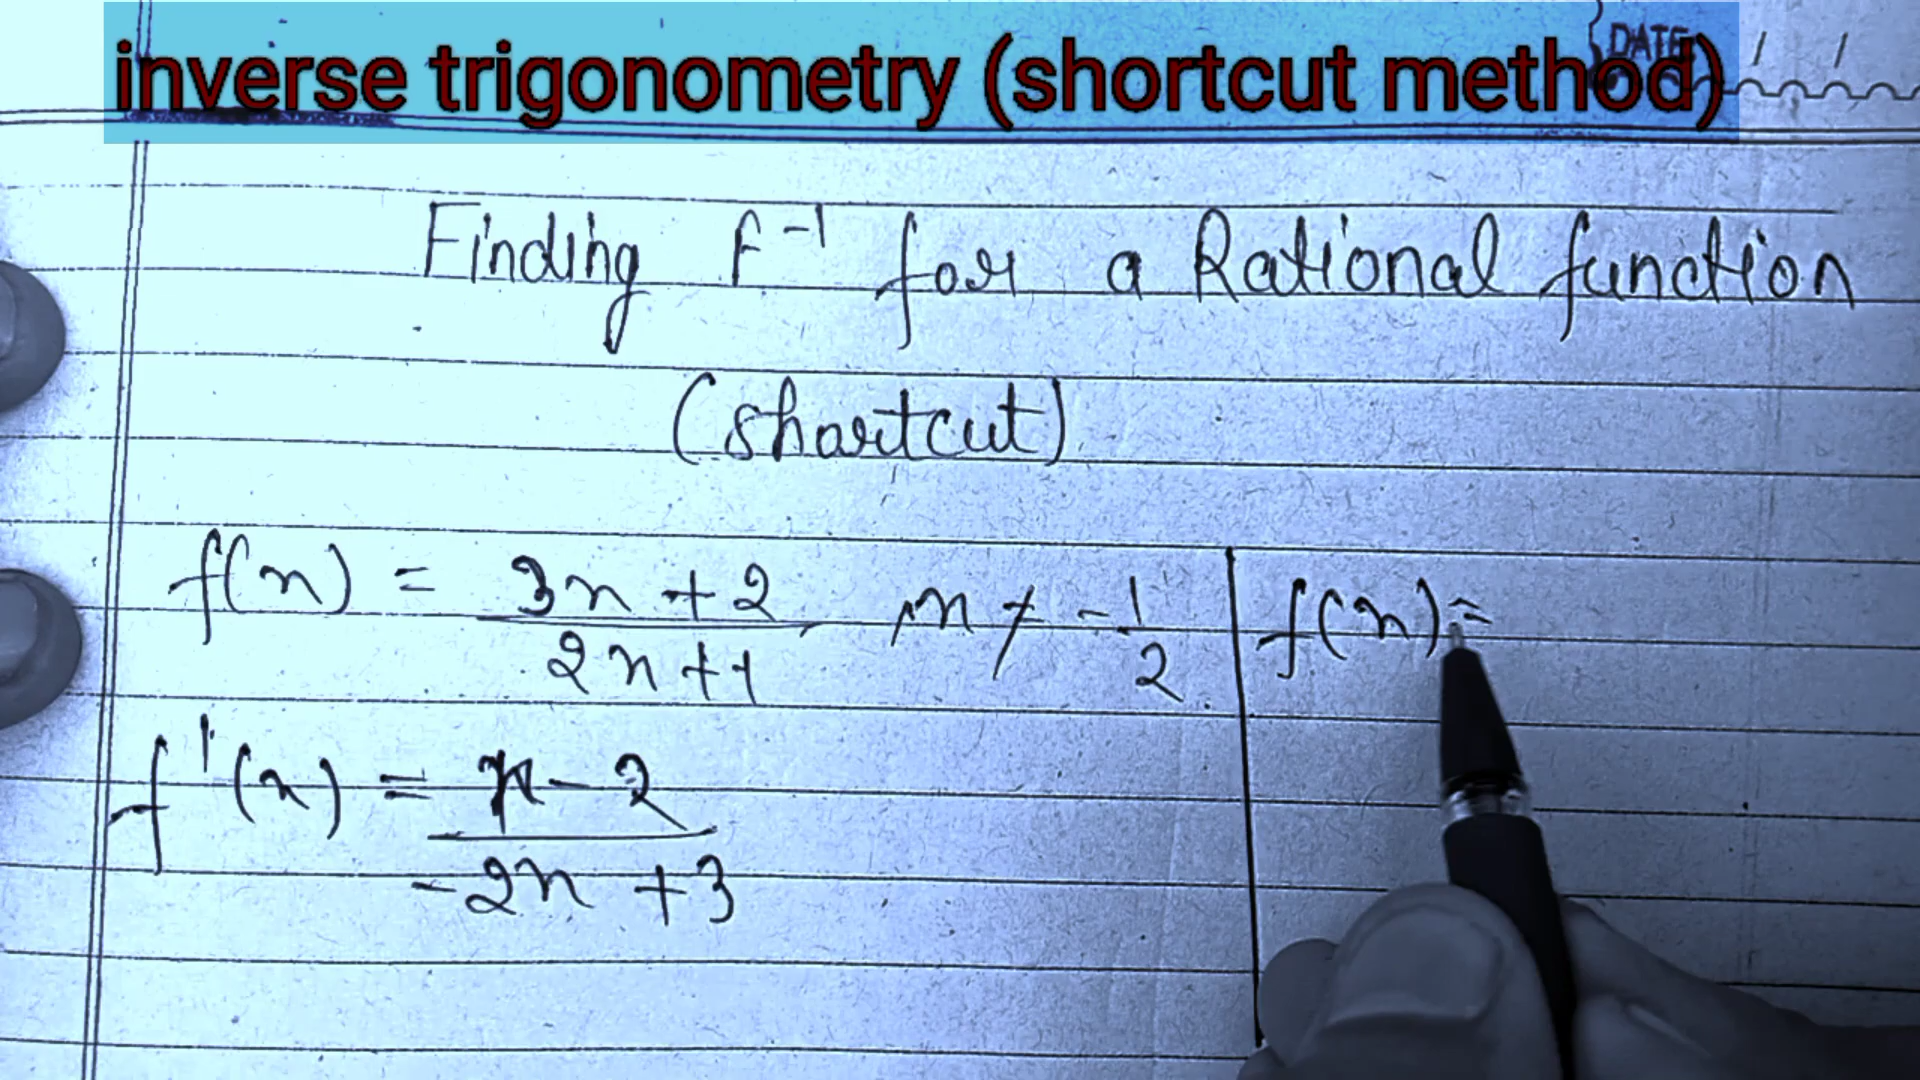 inverse trigonometry (shortcut method)
DATE / /
Finding F⁻¹ for a Rational function
(shortcut)
f(x) = 3x + 2 / 2x + 1 x ≠ -1/2
f(x) =
f⁻¹(x) = x - 2 / -2x + 3